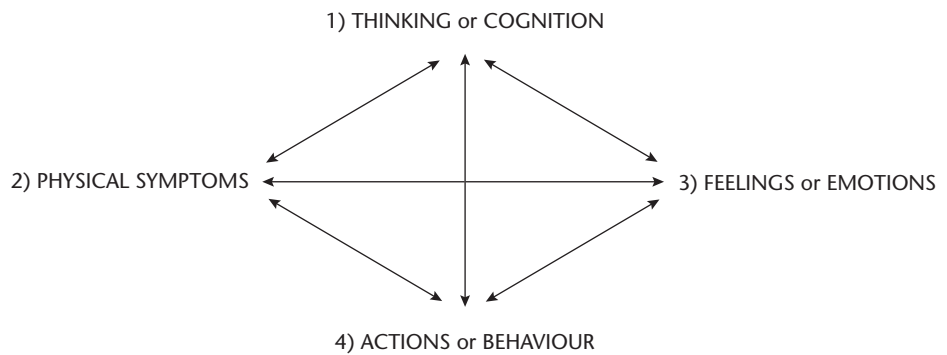 1) THINKING or COGNITION
2) PHYSICAL SYMPTOMS
3) FEELINGS or EMOTIONS
4) ACTIONS or BEHAVIOUR